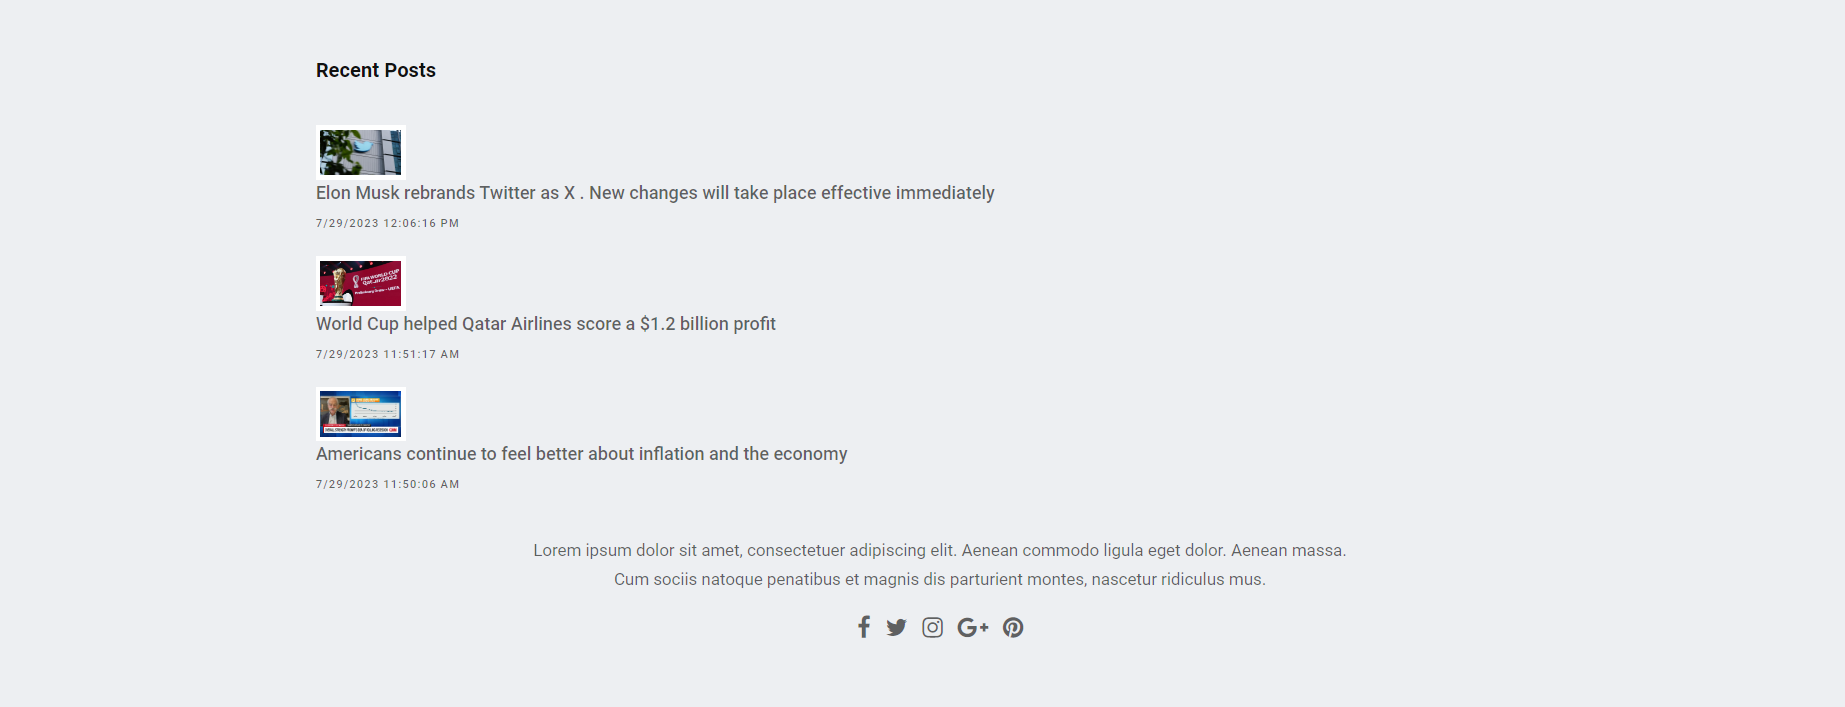 Recent Posts
Elon Musk rebrands Twitter as X . New changes will take place effective immediately
7/29/2023 12:06:16 PM
FIFA WORLD CUP
Qatar2022
World Cup helped Qatar Airlines score a $1.2 billion profit
7/29/2023 11:51:17 AM
Americans continue to feel better about inflation and the economy
7/29/2023 11:50:06 AM
Lorem ipsum dolor sit amet, consectetuer adipiscing elit. Aenean commodo ligula eget dolor. Aenean massa.
Cum sociis natoque penatibus et magnis dis parturient montes, nascetur ridiculus mus.